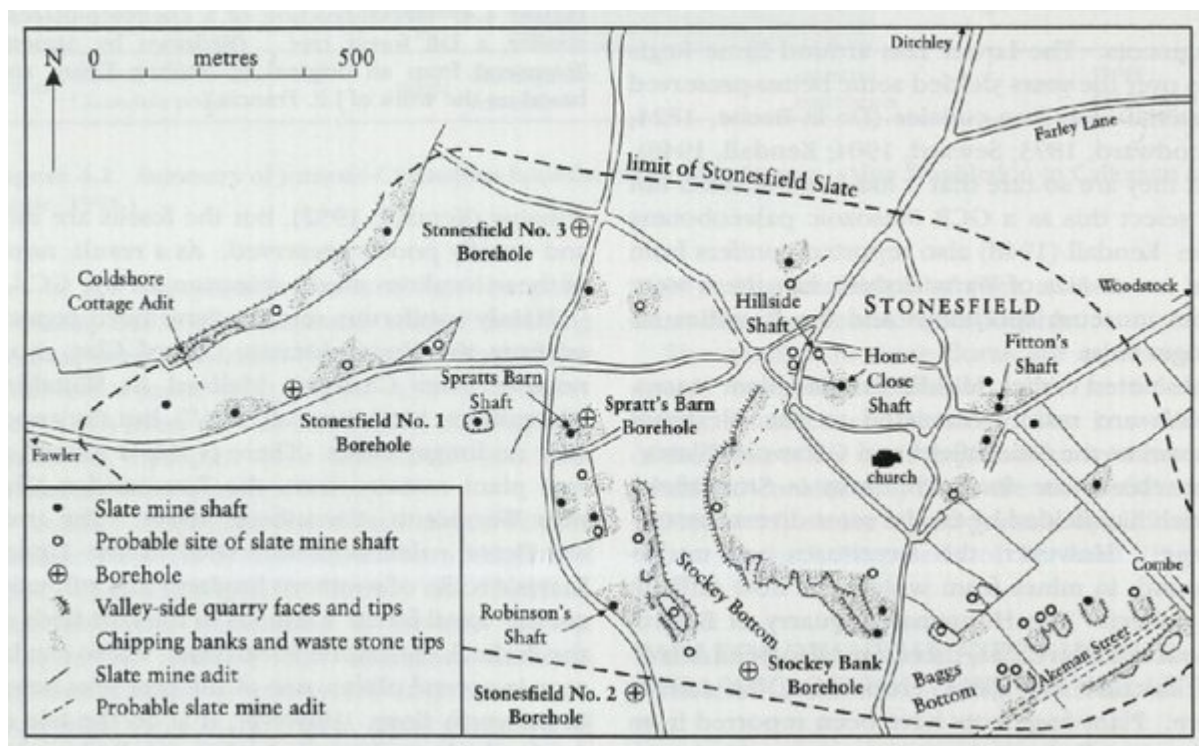 Ditchley
N
0 metres 500
Farley Lane
limit of Stonesfield Slate
Stonesfield No. 3
Borehole
Coldshore
Cottage Adit
Woodstock
STONESFIELD
Hillside
Shaft
Fitton's
Shaft
Home
Close
Shaft
Spratts Barn
Shaft
Spratt's Barn
Borehole
Stonesfield No. 1
Borehole
Fawler
church
Slate mine shaft
Probable site of slate mine shaft
Borehole
Valley-side quarry faces and tips
Chipping banks and waste stone tips
Slate mine adit
Probable slate mine adit
Combe
Stockey Bottom
Robinson's
Shaft
Stockey Bank
Borehole
Baggs
Bottom
Akeman Street
Stonesfield No. 2
Borehole